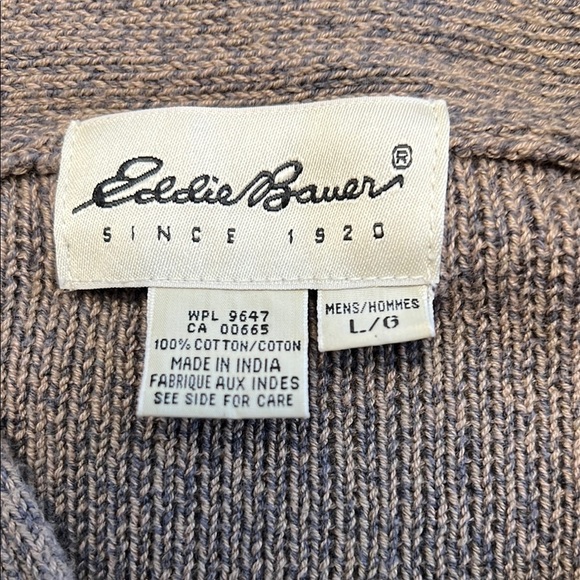 Eddie Bauer®
SINCE 1920
WPL 9647
CA 00665
100% COTTON/COTON
MADE IN INDIA
FABRIQUE AUX INDES
SEE SIDE FOR CARE
MENS/HOMMES
L/G